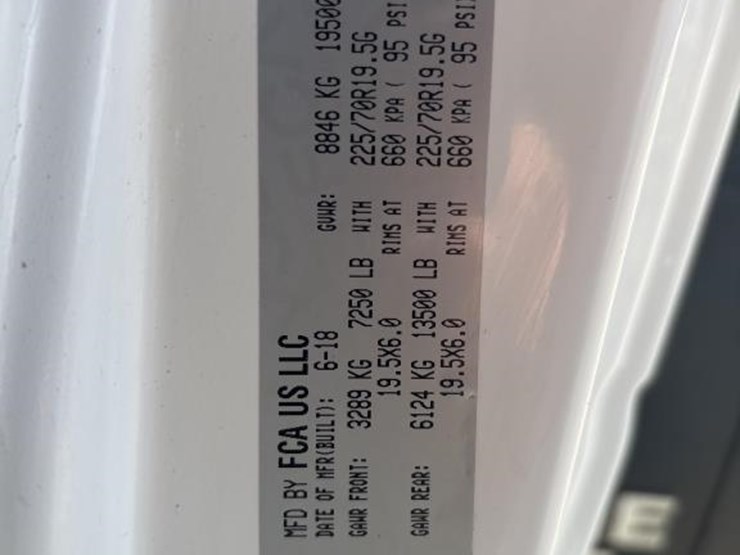 MFD BY FCA US LLC
DATE OF MFR(BUILT): 6-18 GVWR: 8846 KG 19500
GAWR FRONT: 3289 KG 7250 LB WITH 225/70R19.5G
19.5X6.0 RIMS AT 660 KPA ( 95 PSI
GAWR REAR: 6124 KG 13500 LB WITH 225/70R19.5G
19.5X6.0 RIMS AT 660 KPA ( 95 PSI